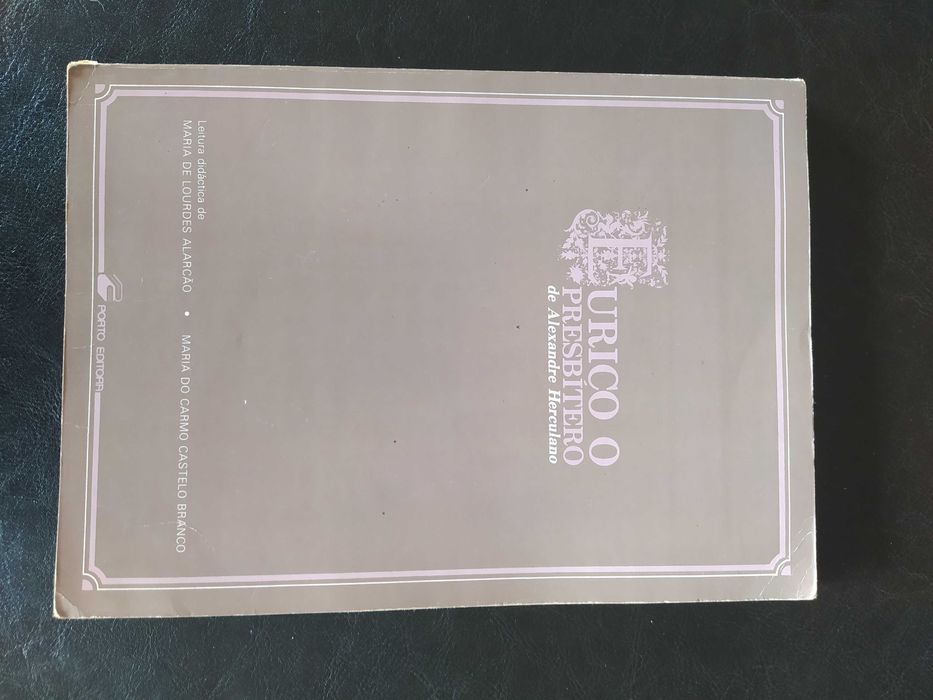 EURICO O
PRESBÍTERO
de Alexandre Herculano
Leitura didáctica de
MARIA DE LOURDES ALARCÃO • MARIA DO CARMO CASTELO BRANCO
PORTO EDITORA